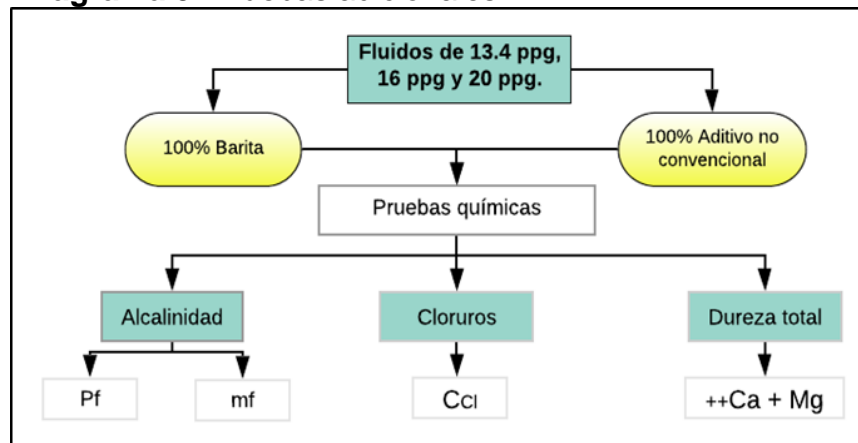 Fluidos de 13.4 ppg,
16 ppg y 20 ppg.
100% Barita
100% Aditivo no
convencional
Pruebas químicas
Alcalinidad
Cloruros
Dureza total
Pf
mf
CCl
++Ca + Mg